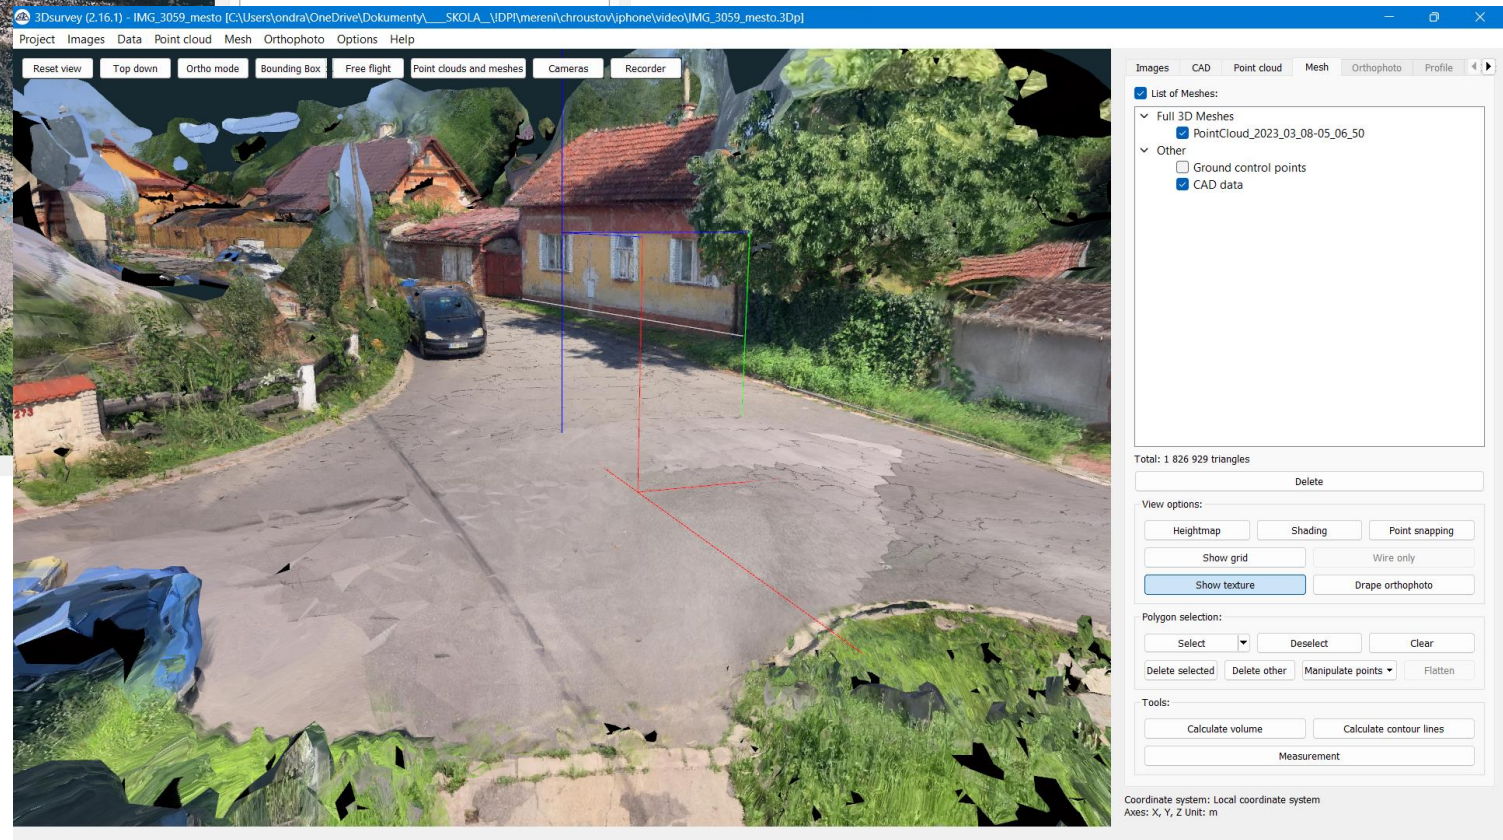 3Dsurvey (2.16.1) - IMG_3059_mesto [C:\Users\ondra\OneDrive\Dokumenty\___SKOLA_\!DP!\mereni\chroustov\iphone\video\IMG_3059_mesto.3Dp]
Project Images Data Point cloud Mesh Orthophoto Options Help
Reset view Top down Ortho mode Bounding Box Free flight Point clouds and meshes Cameras Recorder
Images CAD Point cloud Mesh Orthophoto Profile
List of Meshes:
Full 3D Meshes
PointCloud_2023_03_08-05_06_50
Other
Ground control points
CAD data
273
Total: 1 826 929 triangles
Delete
View options:
Heightmap Shading Point snapping
Show grid Wire only
Show texture Drape orthophoto
Polygon selection:
Select Deselect Clear
Delete selected Delete other Manipulate points Flatten
Tools:
Calculate volume Calculate contour lines
Measurement
Coordinate system: Local coordinate system
Axes: X, Y, Z Unit: m